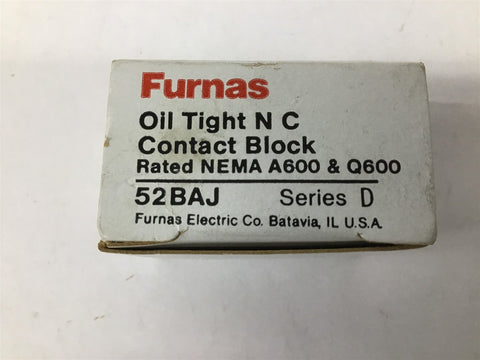 Furnas
Oil Tight N C
Contact Block
Rated NEMA A600 & Q600
52BAJ Series D
Furnas Electric Co. Batavia, IL U.S.A.